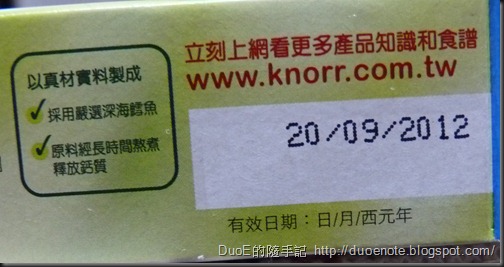 立刻上網看更多產品知識和食譜
www.knorr.com.tw
以真材實料製成
採用嚴選深海鱈魚
原料經長時間熬煮
釋放鈣質
20/09/2012
有效日期：日/月/西元年
DuoE的隨手記 http://duoenote.blogspot.com/